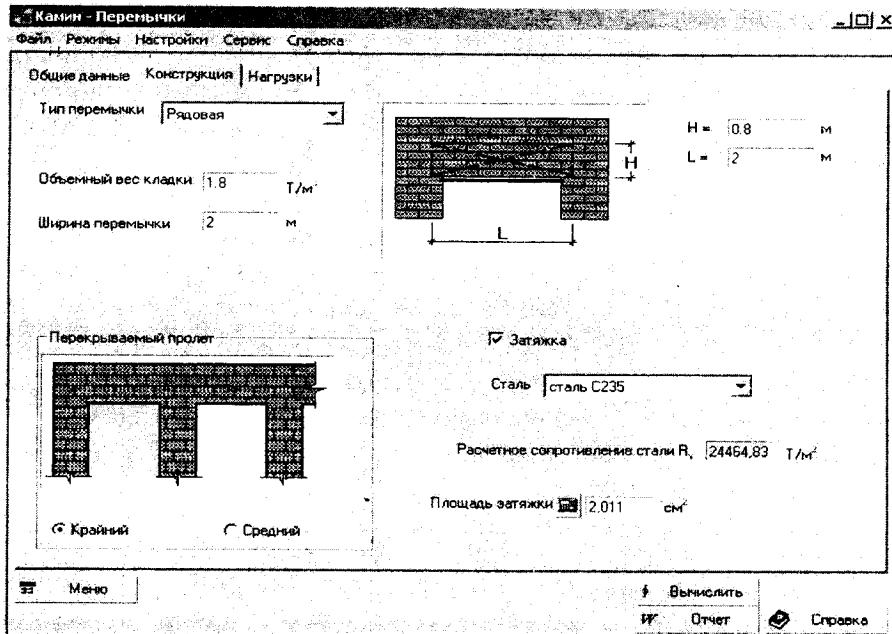 Камин - Перемычки
Файл Режимы Настройки Сервис Справка
Общие данные Конструкция Нагрузки
Тип перемычки Рядовая
H = 0.8 м
L = 2 м
H
L
Объемный вес кладки 1.8 Т/м³
Ширина перемычки 2 м
Перекрываемый пролет
Затяжка
Сталь сталь С235
Расчетное сопротивление стали R, 24464,83 Т/м²
Площадь затяжки 2,011 см²
Крайний Средний
Меню
Вычислить
Отчет
Справка